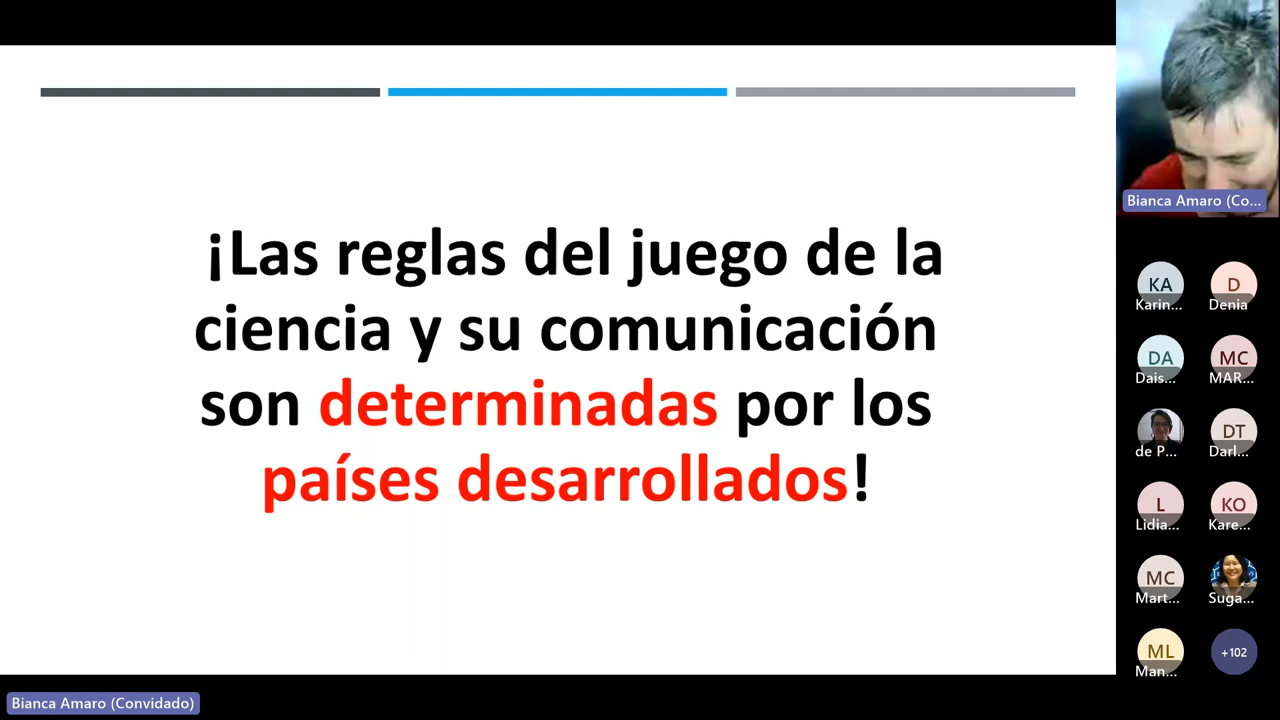 ¡Las reglas del juego de la
ciencia y su comunicación
son determinadas por los
países desarrollados!
Bianca Amaro (Co...
KA
Karin...
D
Denia
DA
Dais...
MC
MAR...
de P...
DT
Darl...
L
Lidia...
KO
Kare...
MC
Mart...
Suga...
ML
Man...
+102
Bianca Amaro (Convidado)